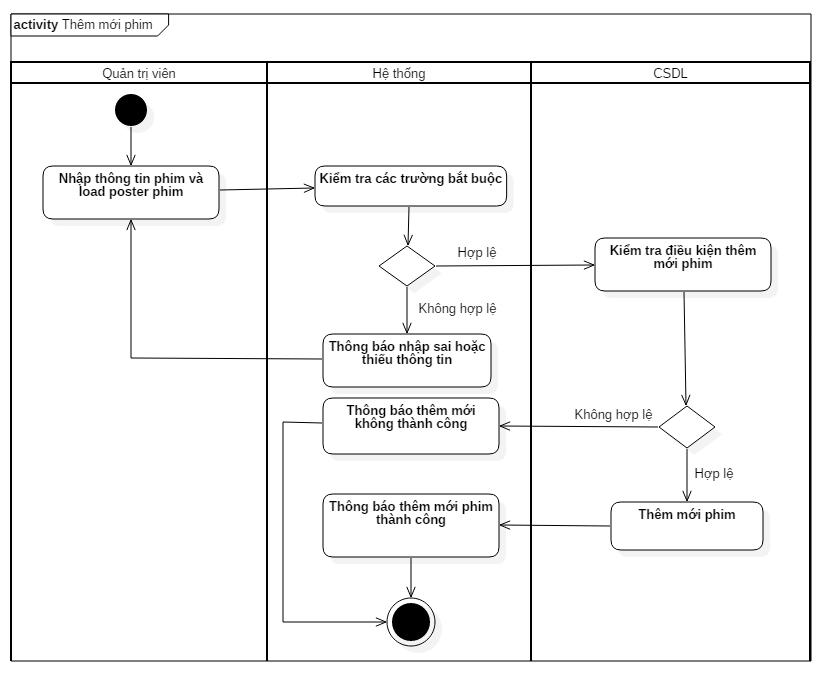 activity Thêm mới phim
Quản trị viên
Hệ thống
CSDL
Nhập thông tin phim và
load poster phim
Kiểm tra các trường bắt buộc
Hợp lệ
Kiểm tra điều kiện thêm
mới phim
Không hợp lệ
Thông báo nhập sai hoặc
thiếu thông tin
Thông báo thêm mới
không thành công
Không hợp lệ
Hợp lệ
Thông báo thêm mới phim
thành công
Thêm mới phim